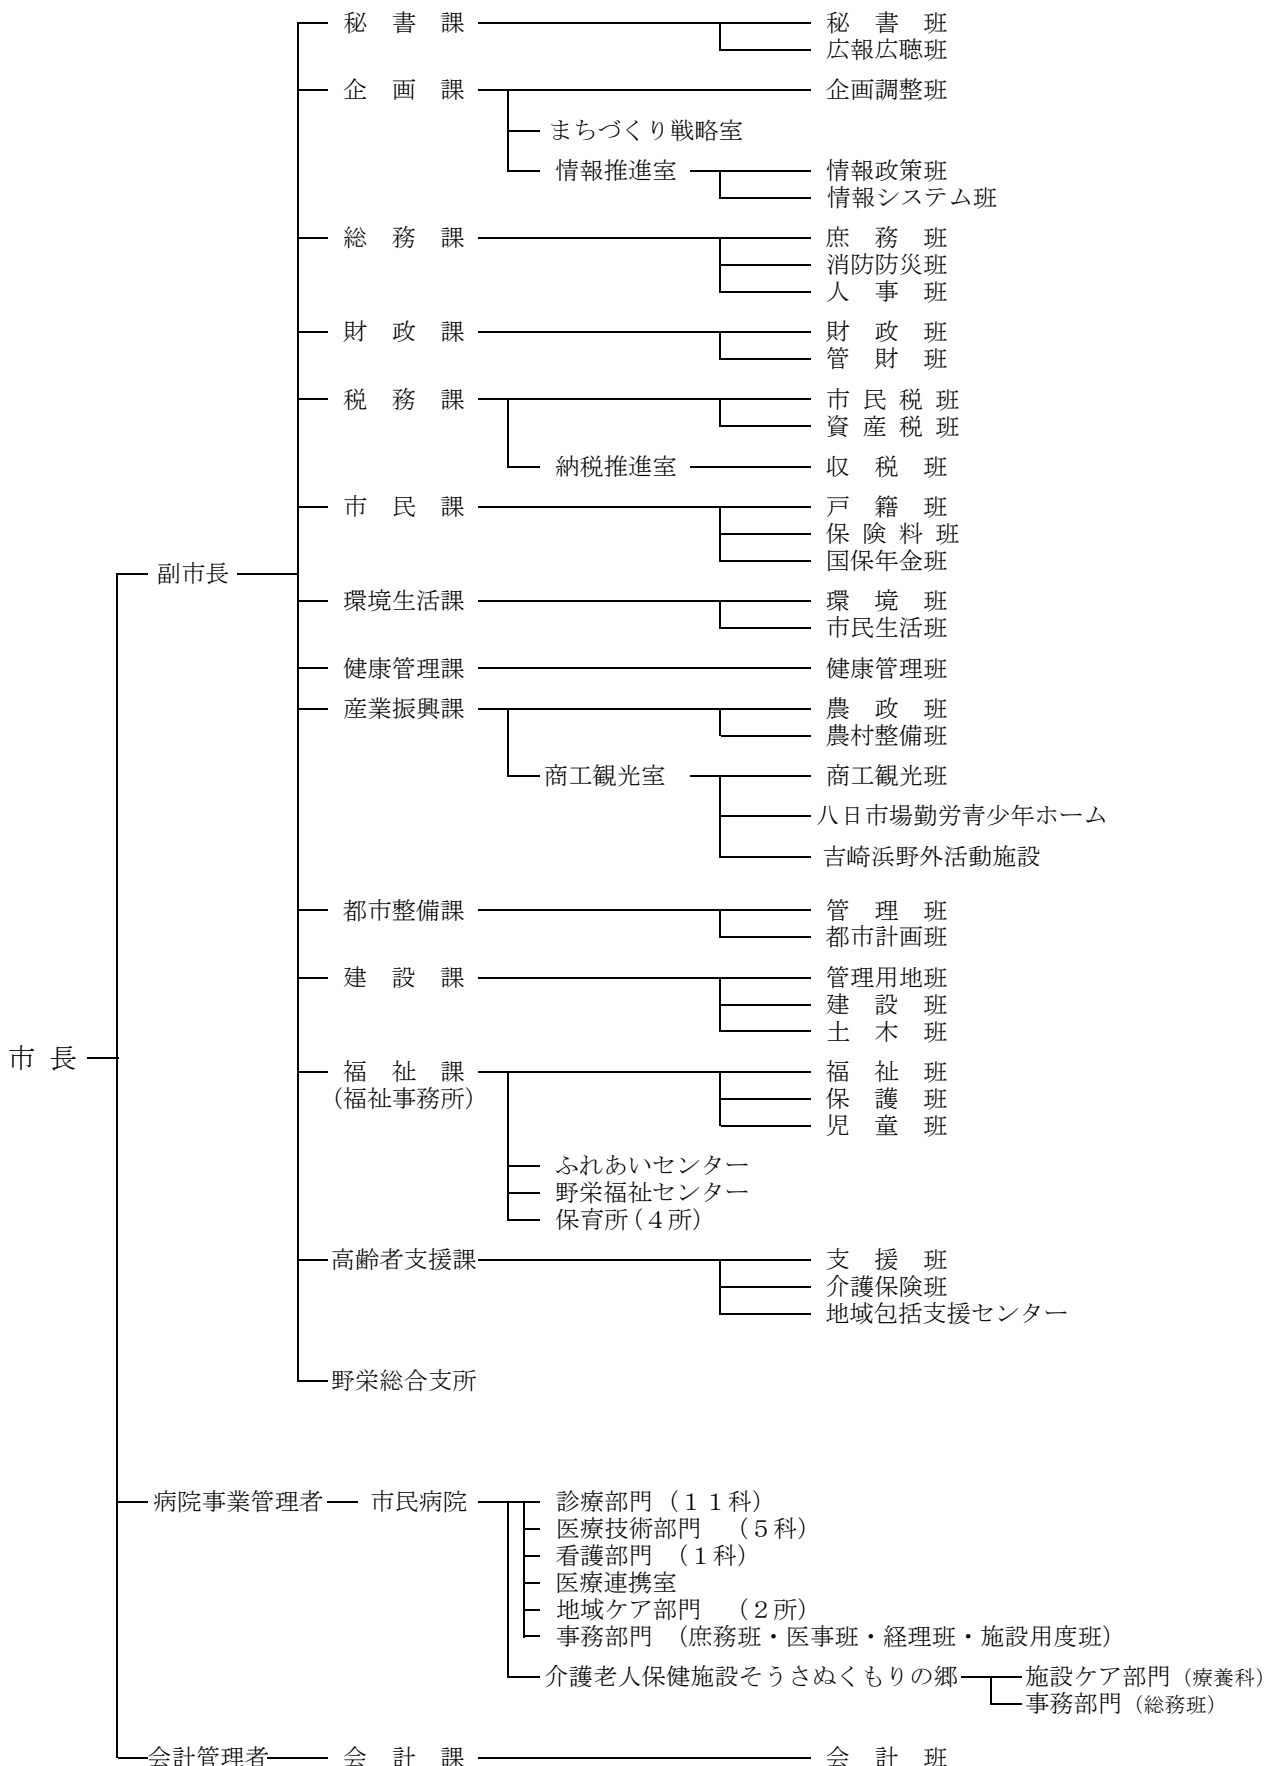 秘　書　課　秘　書　班
広報広聴班
企　画　課　企画調整班
まちづくり戦略室
情報推進室　情報政策班
情報システム班
総　務　課　庶　務　班
消防防災班
人　事　班
財　政　課　財　政　班
管　財　班
税　務　課　市 民 税 班
資 産 税 班
納税推進室　収　税　班
市　民　課　戸　籍　班
保 険 料 班
国保年金班
副市長
環境生活課　環　境　班
市民生活班
健康管理課　健康管理班
産業振興課　農　政　班
農村整備班
商工観光室　商工観光班
八日市場勤労青少年ホーム
吉崎浜野外活動施設
都市整備課　管　理　班
都市計画班
建　設　課　管理用地班
建　設　班
土　木　班
市 長
福　祉　課　福　祉　班
（福祉事務所）　保　護　班
児　童　班
ふれあいセンター
野栄福祉センター
保育所（４所）
高齢者支援課　支　援　班
介護保険班
地域包括支援センター
野栄総合支所
病院事業管理者　市民病院　診療部門（１１科）
医療技術部門　（５科）
看護部門　（１科）
医療連携室
地域ケア部門　（２所）
事務部門　（庶務班・医事班・経理班・施設用度班）
介護老人保健施設そうさぬくもりの郷　施設ケア部門（療養科）
事務部門（総務班）
会計管理者　会　計　課　会　計　班